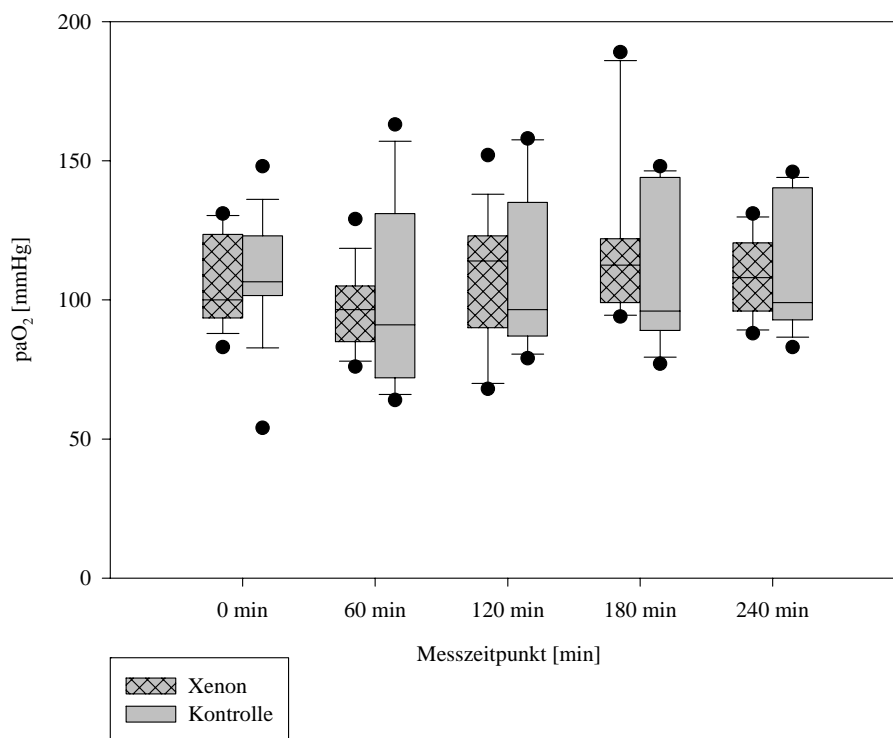 200
150
100
50
0
paO₂ [mmHg]
0 min 60 min 120 min 180 min 240 min
Messzeitpunkt [min]
Xenon
Kontrolle